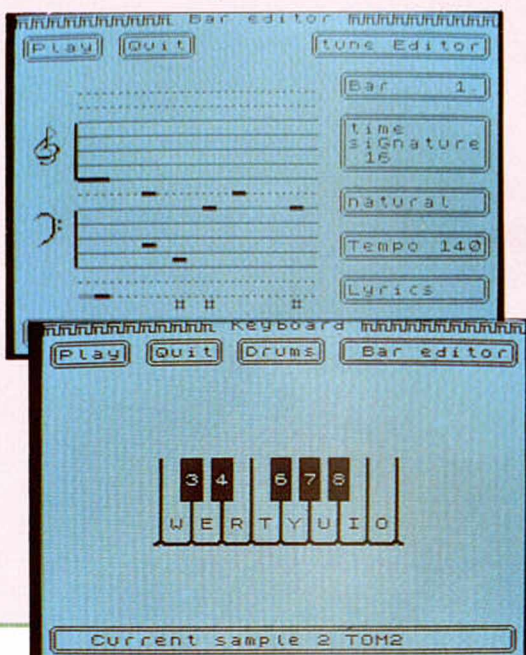 Bar editor
Play Quit tune Editor
Bar 1
time
siGnature
16
natural
Tempo 140
Lyrics
Keyboard
Play Quit Drums Bar editor
3 4 6 7 8
W E R T Y U I O
Current sample 2 TOM2